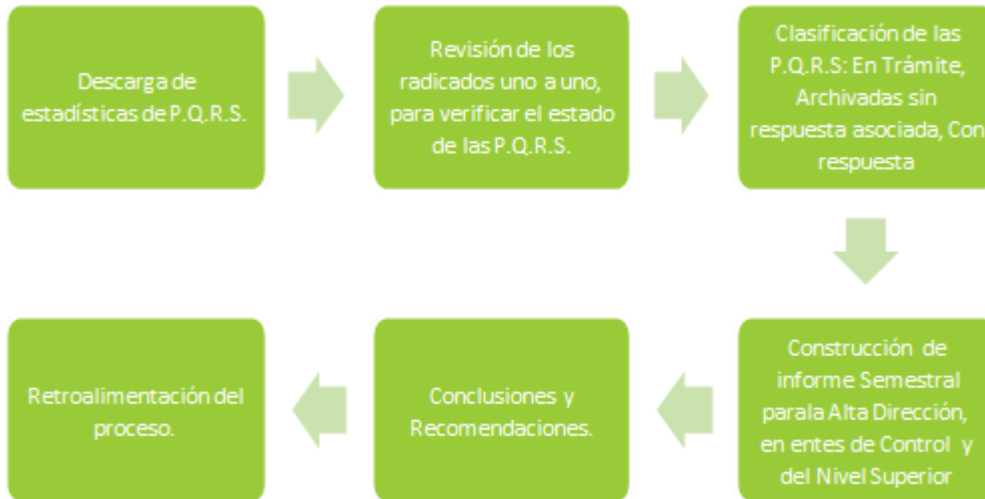 Descarga de
estadísticas de P.Q.R.S.
Revisión de los
radicados uno a uno,
para verificar el estado
de las P.Q.R.S.
Clasificación de las
P.Q.R.S: En Trámite,
Archivadas sin
respuesta asociada, Con
respuesta
Construcción de
informe Semestral
parala Alta Dirección,
en entes de Control y
del Nivel Superior
Conclusiones y
Recomendaciones.
Retroalimentación del
proceso.